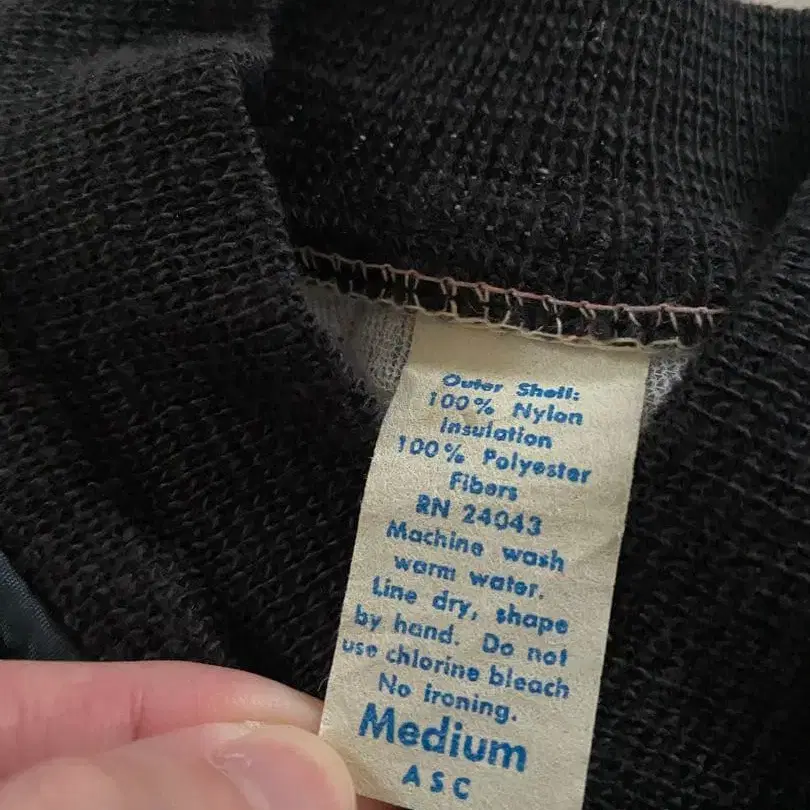 Outer Shell:
100% Nylon
Insulation
100% Polyester
Fibers
RN 24043
Machine wash
warm water.
Line dry, shape
by hand. Do not
use chlorine bleach
No ironing.
Medium
ASC